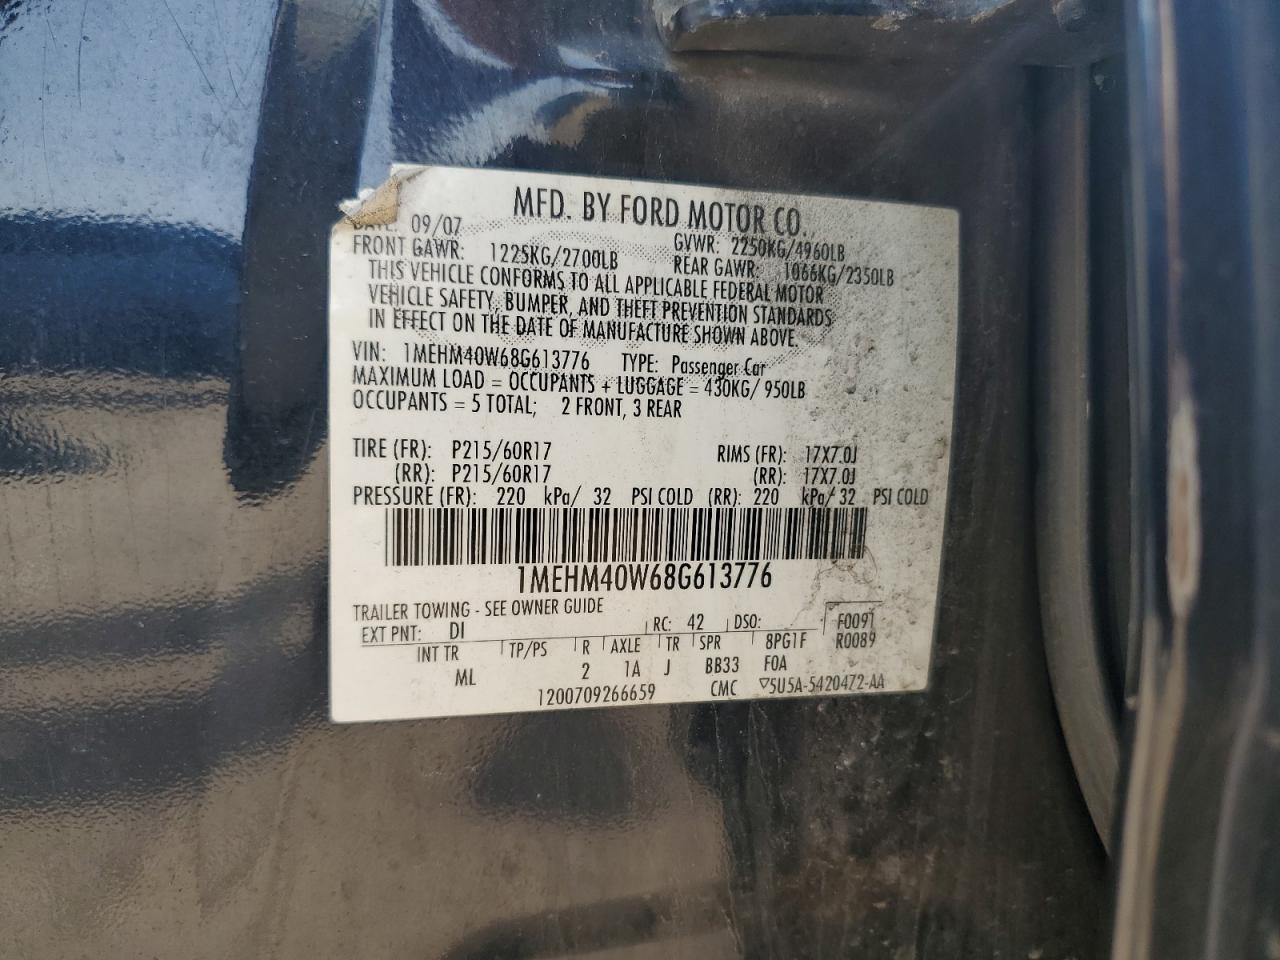 MFD. BY FORD MOTOR CO.
DATE: 09/07 GVWR: 2250KG/4960LB
FRONT GAWR: 1225KG/2700LB REAR GAWR: 1066KG/2350LB
THIS VEHICLE CONFORMS TO ALL APPLICABLE FEDERAL MOTOR
VEHICLE SAFETY, BUMPER, AND THEFT PREVENTION STANDARDS
IN EFFECT ON THE DATE OF MANUFACTURE SHOWN ABOVE.
VIN: 1MEHM40W68G613776 TYPE: Passenger Car
MAXIMUM LOAD = OCCUPANTS + LUGGAGE = 430KG/ 950LB
OCCUPANTS = 5 TOTAL; 2 FRONT, 3 REAR
TIRE (FR): P215/60R17 RIMS (FR): 17X7.0J
(RR): P215/60R17 (RR): 17X7.0J
PRESSURE (FR): 220 kPa/ 32 PSI COLD (RR): 220 kPa/ 32 PSI COLD
1MEHM40W68G613776
TRAILER TOWING - SEE OWNER GUIDE
EXT PNT: DI RC: 42 DSO: F0091
INT TR TP/PS R AXLE TR SPR 8PG1F R0089
ML 2 1A J BB33 F0A
1200709266659 CMC ▽5U5A-5420472-AA